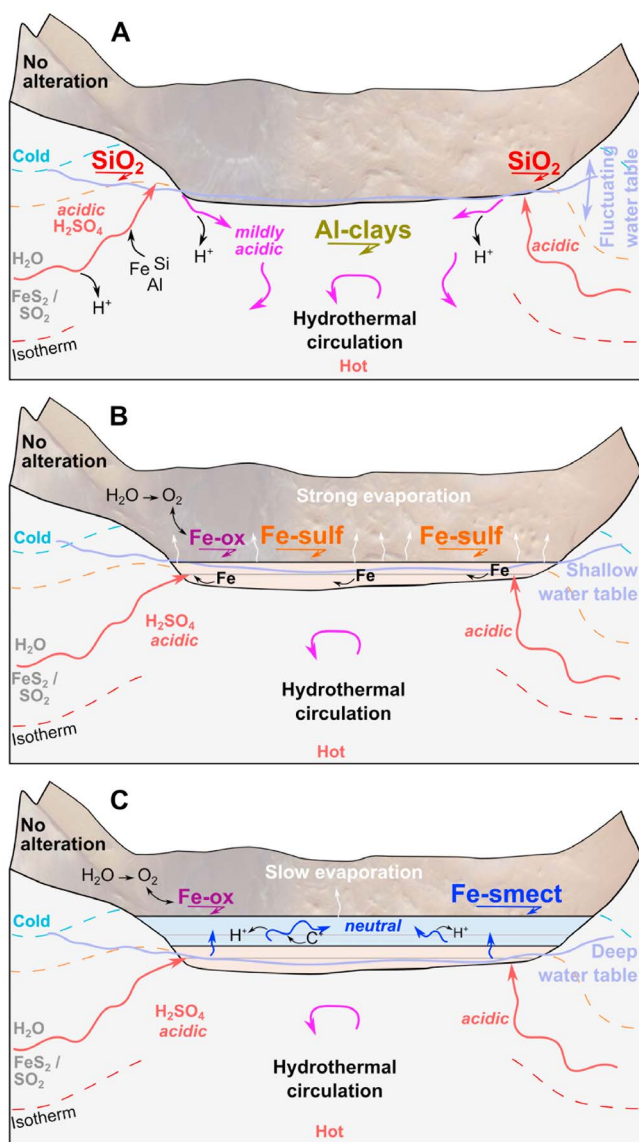 A
No
alteration
Cold
SiO2
SiO2
acidic
H2SO4
mildly
acidic
Al-clays
acidic
Fluctuating
water table
H2O
Fe Si
Al
H+
H+
FeS2 /
SO2
H+
Isotherm
Hydrothermal
circulation
Hot
B
No
alteration
H2O → O2
Strong evaporation
Cold
Fe-ox
Fe-sulf
Fe-sulf
Fe
Fe
Fe
Shallow
water table
H2SO4
acidic
acidic
H2O
FeS2 /
SO2
Isotherm
Hydrothermal
circulation
Hot
C
No
alteration
H2O → O2
Slow evaporation
Fe-ox
Fe-smect
Cold
H+
C
neutral
H+
Deep
water table
H2SO4
acidic
acidic
H2O
FeS2 /
SO2
Isotherm
Hydrothermal
circulation
Hot